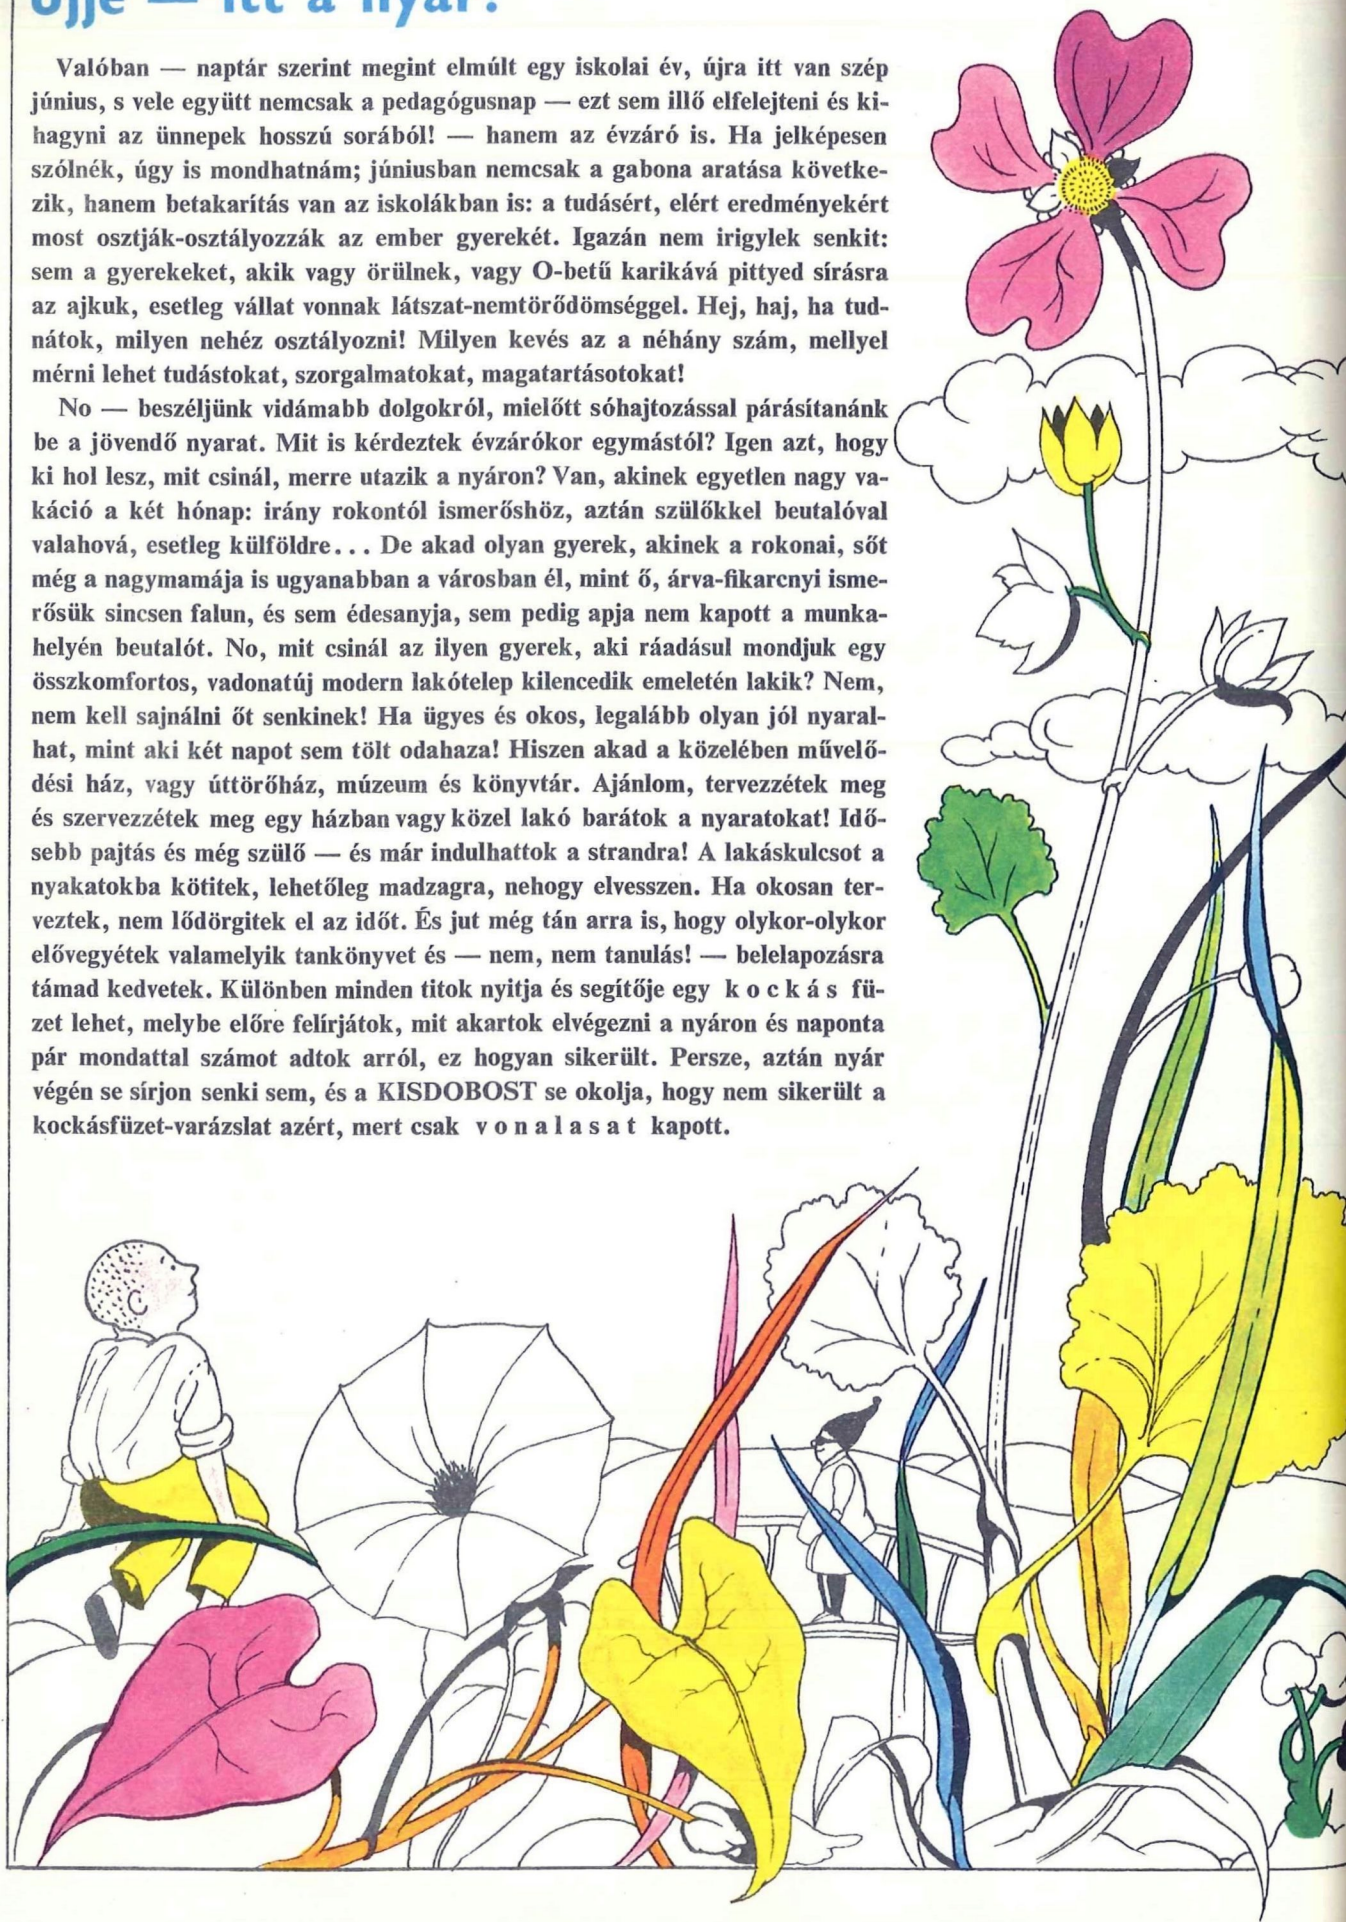 ujje — itt a nyár!
Valóban — naptár szerint megint elmúlt egy iskolai év, újra itt van szép
június, s vele együtt nemcsak a pedagógusnap — ezt sem illő elfelejteni és ki-
hagyni az ünnepek hosszú sorából! — hanem az évzáró is. Ha jelképesen
szólnék, úgy is mondhatnám; júniusban nemcsak a gabona aratása követke-
zik, hanem betakarítás van az iskolákban is: a tudásért, elért eredményekért
most osztják-osztályozzák az ember gyerekét. Igazán nem irigylek senkit:
sem a gyerekeket, akik vagy örülnek, vagy O-betű karikává pittyed sírásra
az ajkuk, esetleg vállat vonnak látszat-nemtörődömséggel. Hej, haj, ha tud-
nátok, milyen nehéz osztályozni! Milyen kevés az a néhány szám, mellyel
mérni lehet tudástokat, szorgalmatokat, magatartásotokat!
No — beszéljünk vidámabb dolgokról, mielőtt sóhajtozással párásítanánk
be a jövendő nyarat. Mit is kérdeztek évzárókor egymástól? Igen azt, hogy
ki hol lesz, mit csinál, merre utazik a nyáron? Van, akinek egyetlen nagy va-
káció a két hónap: irány rokontól ismerőshöz, aztán szülőkkel beutalóval
valahová, esetleg külföldre... De akad olyan gyerek, akinek a rokonai, sőt
még a nagymamája is ugyanabban a városban él, mint ő, árva-fikarcnyi isme-
rősük sincsen falun, és sem édesanyja, sem pedig apja nem kapott a munka-
helyén beutalót. No, mit csinál az ilyen gyerek, aki ráadásul mondjuk egy
összkomfortos, vadonatúj modern lakótelep kilencedik emeletén lakik? Nem,
nem kell sajnálni őt senkinek! Ha ügyes és okos, legalább olyan jól nyaral-
hat, mint aki két napot sem tölt odahaza! Hiszen akad a közelében művelő-
dési ház, vagy úttörőház, múzeum és könyvtár. Ajánlom, tervezzétek meg
és szervezzétek meg egy házban vagy közel lakó barátok a nyaratokat! Idő-
sebb pajtás és még szülő — és már indulhattok a strandra! A lakáskulcsot a
nyakatokba kötitek, lehetőleg madzagra, nehogy elvesszen. Ha okosan ter-
veztek, nem lődörgitek el az időt. És jut még tán arra is, hogy olykor-olykor
elővegyétek valamelyik tankönyvet és — nem, nem tanulás! — belelapozásra
támad kedvetek. Különben minden titok nyitja és segítője egy kockás fü-
zet lehet, melybe előre felírjátok, mit akartok elvégezni a nyáron és naponta
pár mondattal számot adtok arról, ez hogyan sikerült. Persze, aztán nyár
végén se sírjon senki sem, és a KISDOBOST se okolja, hogy nem sikerült a
kockásfüzet-varázslat azért, mert csak vonalasat kapott.